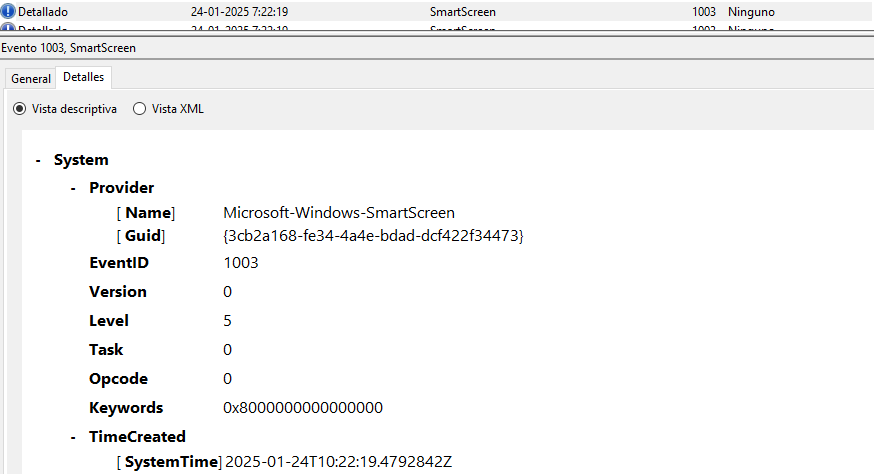 Detallado 24-01-2025 7:22:19 SmartScreen 1003 Ninguno
Detallado 24-01-2025 7:22:19 SmartScreen 1003 Ninguno
Evento 1003, SmartScreen
General Detalles
Vista descriptiva Vista XML
- System
- Provider
[ Name] Microsoft-Windows-SmartScreen
[ Guid] {3cb2a168-fe34-4a4e-bdad-dcf422f34473}
EventID 1003
Version 0
Level 5
Task 0
Opcode 0
Keywords 0x8000000000000000
- TimeCreated
[ SystemTime] 2025-01-24T10:22:19.4792842Z